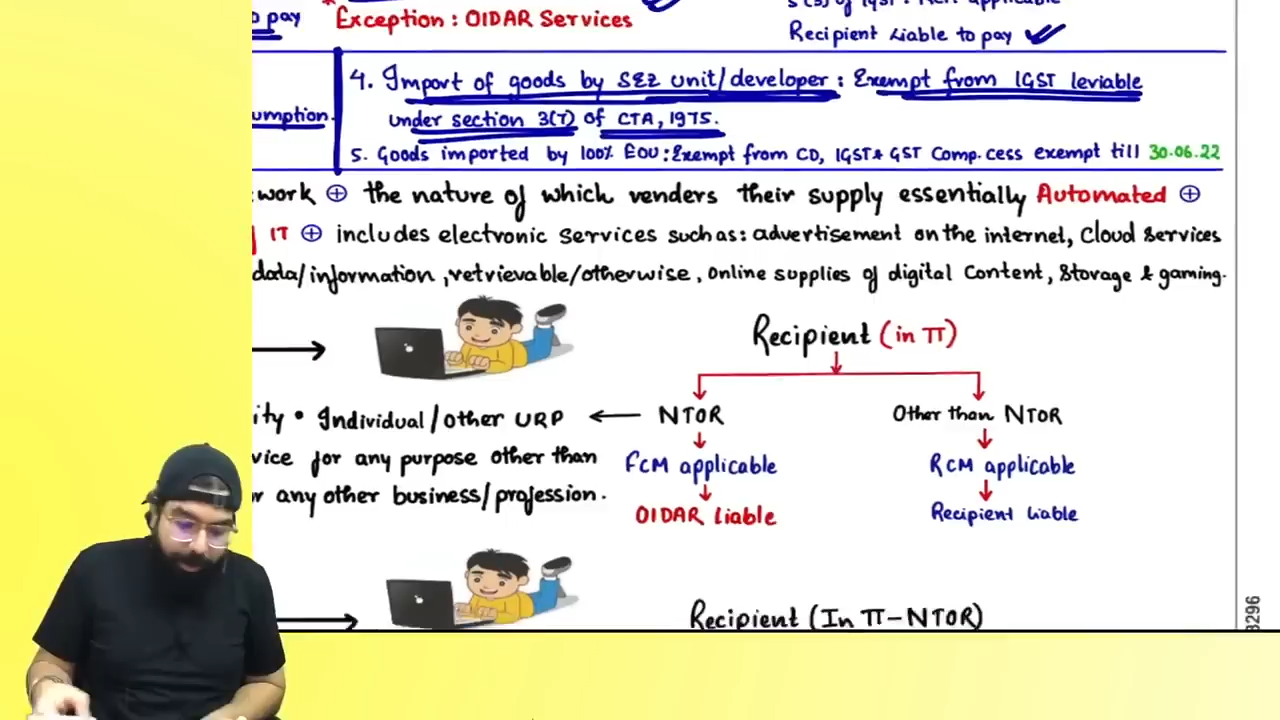 to pay
Exception : OIDAR Services
Recipient Liable to pay
4. Import of goods by SEZ unit/developer : Exempt from IGST leviable
umption.
under section 3(7) of CTA, 1975.
5. Goods imported by 100% EOU : Exempt from CD, IGST & GST Comp. cess exempt till 30.06.22
work ⊕ the nature of which renders their supply essentially Automated ⊕
IT ⊕ includes electronic services such as : advertisement on the internet, Cloud services
data/information, retrievable/otherwise, Online supplies of digital Content, Storage & gaming.
Recipient (in TT)
ity • Individual/other URP ← NTOR
Other than NTOR
vice for any purpose other than
FCM applicable
RCM applicable
any other business/profession.
OIDAR Liable
Recipient Liable
Recipient (In TT-NTOR)
3296